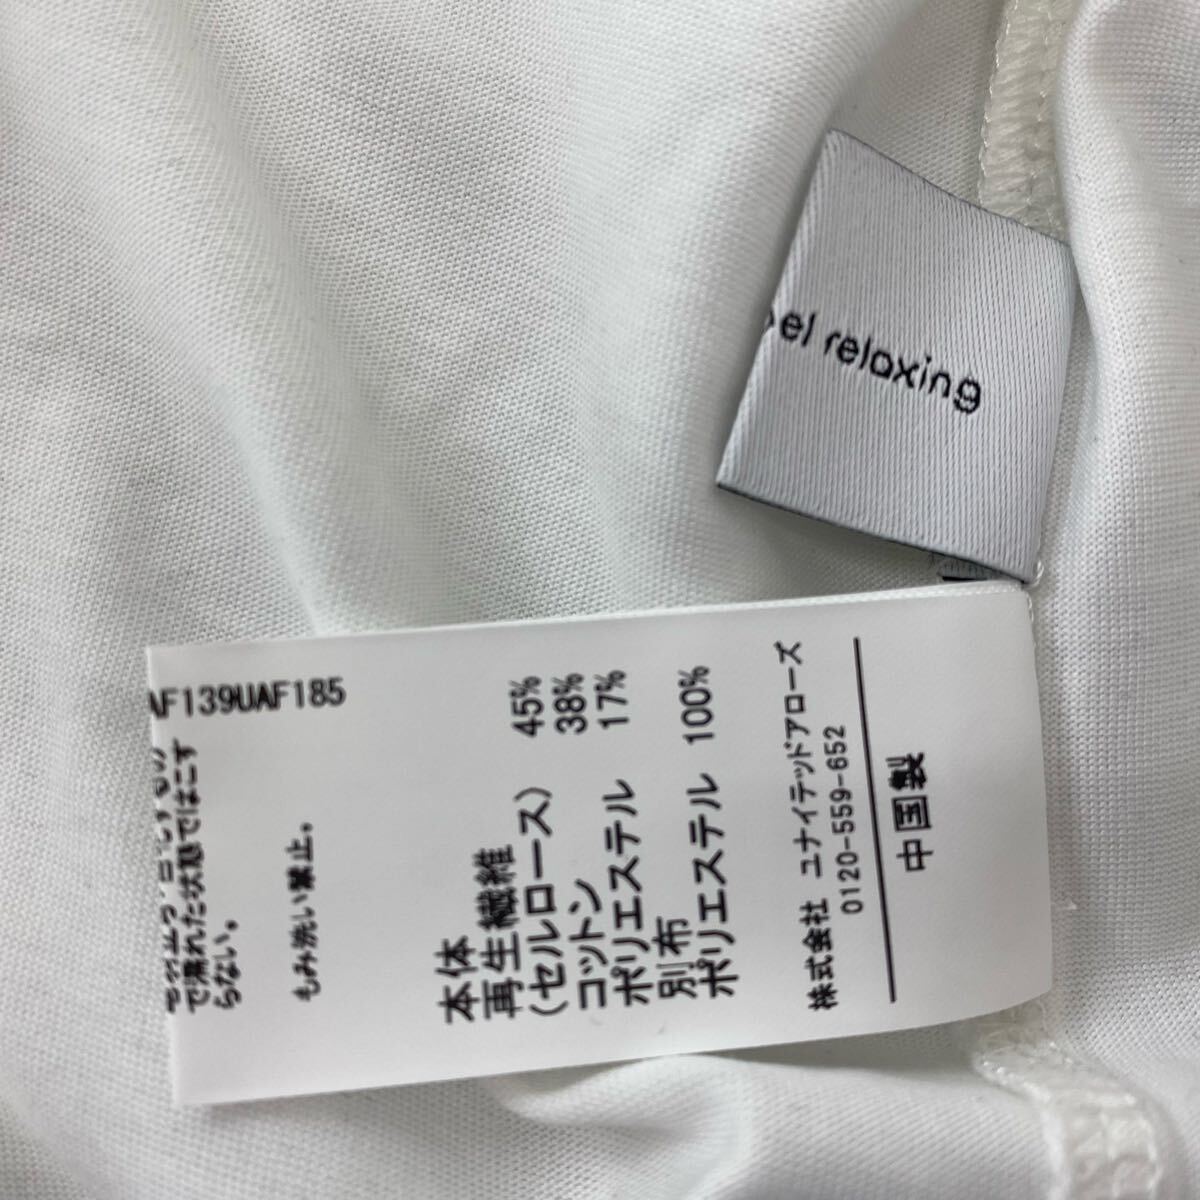 el relaxing
AF139UAF185
で濡れた状態ではこす
らない。
もみ洗い禁止。
本体
再生繊維
(セルロース) 45%
コットン 38%
ポリエステル 17%
別布
ポリエステル 100%
株式会社 ユナイテッドアローズ
0120-559-652
中国製